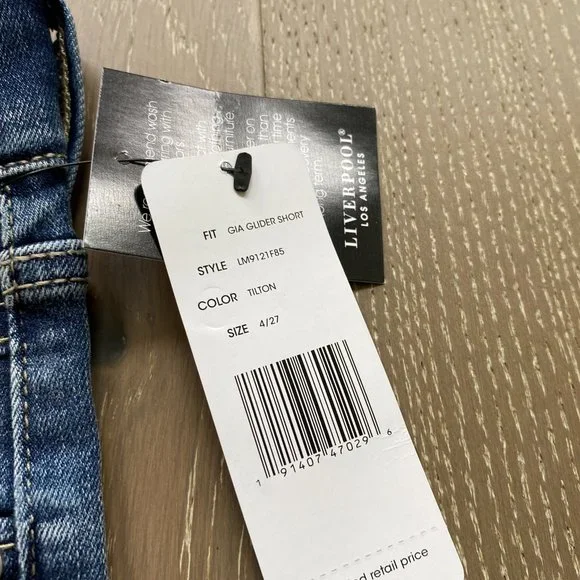 LIVERPOOL®
LOS ANGELES
FIT GIA GLIDER SHORT
STYLE LM9121F85
COLOR TILTON
SIZE 4/27
1 91407 47029 6
retail price